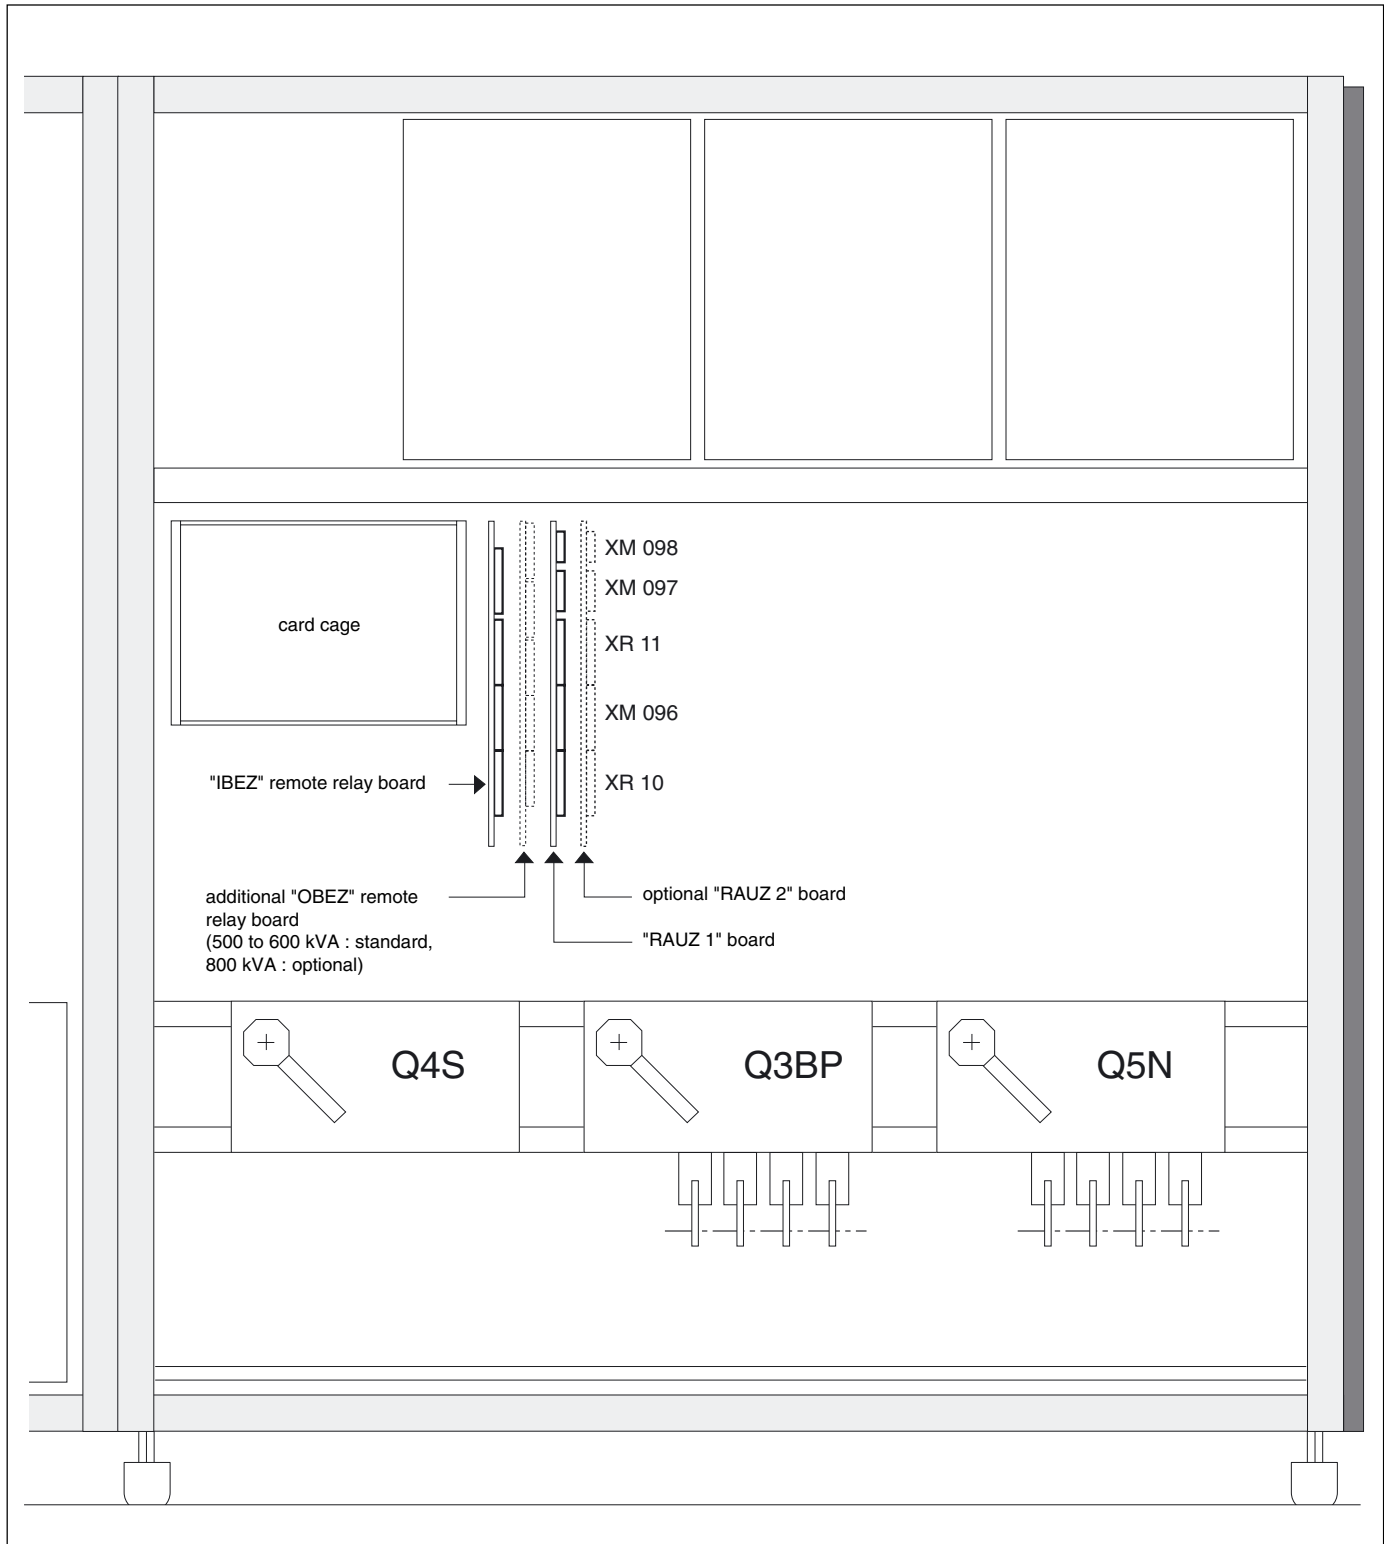 XM 098
XM 097
XR 11
card cage
XM 096
"IBEZ" remote relay board
XR 10
additional "OBEZ" remote
relay board
(500 to 600 kVA : standard,
800 kVA : optional)
optional "RAUZ 2" board
"RAUZ 1" board
Q4S
Q3BP
Q5N